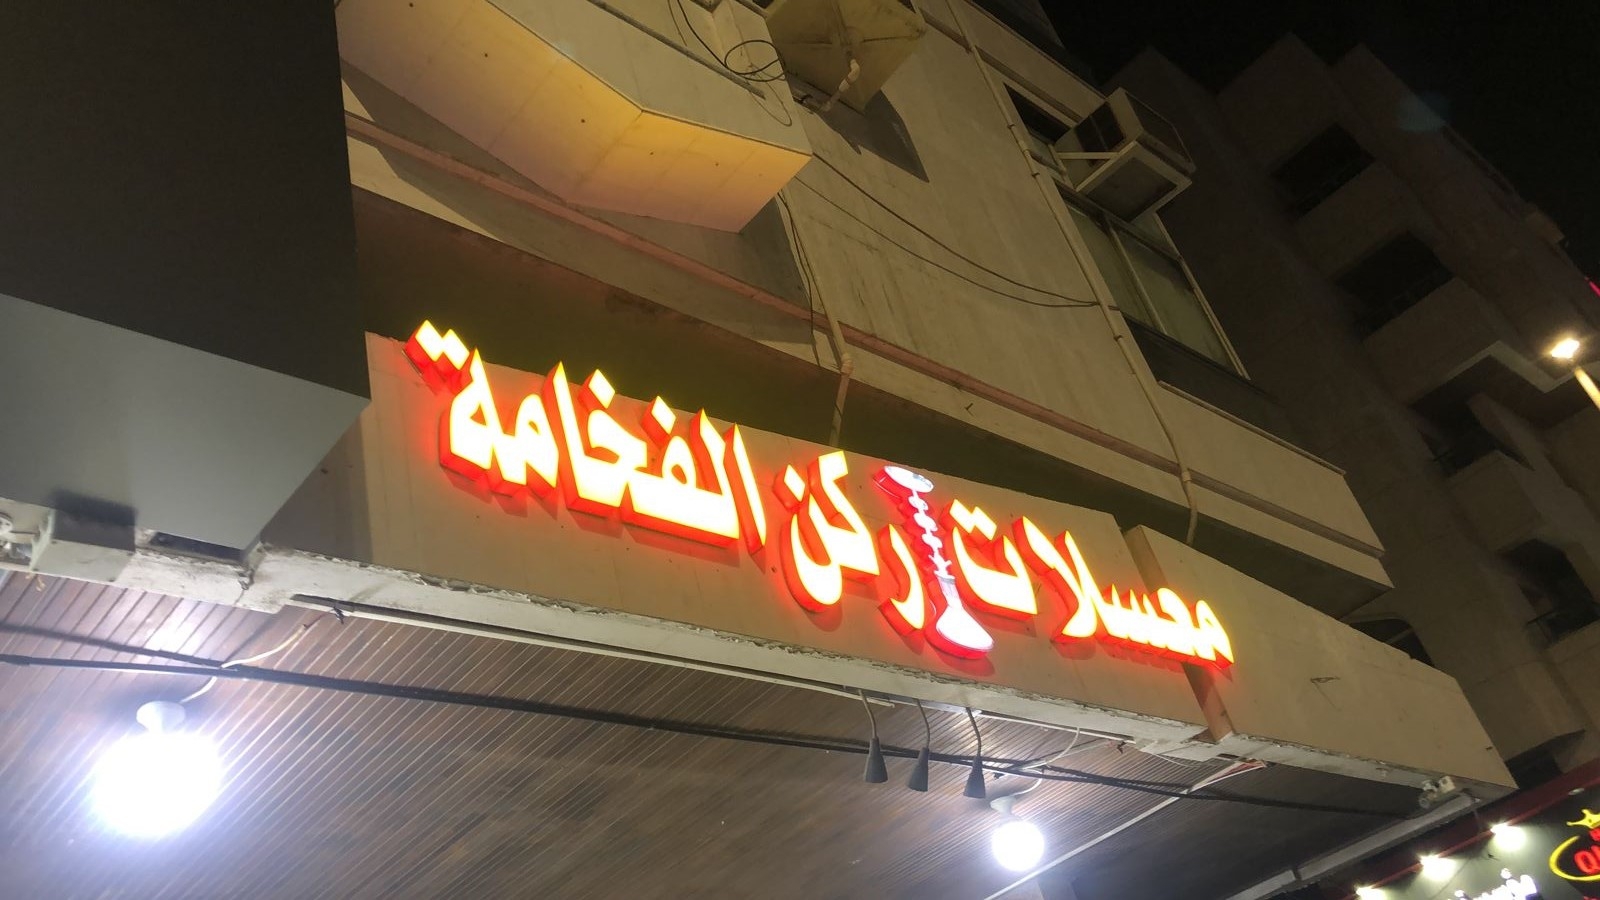 معسلات ركن الفخامة